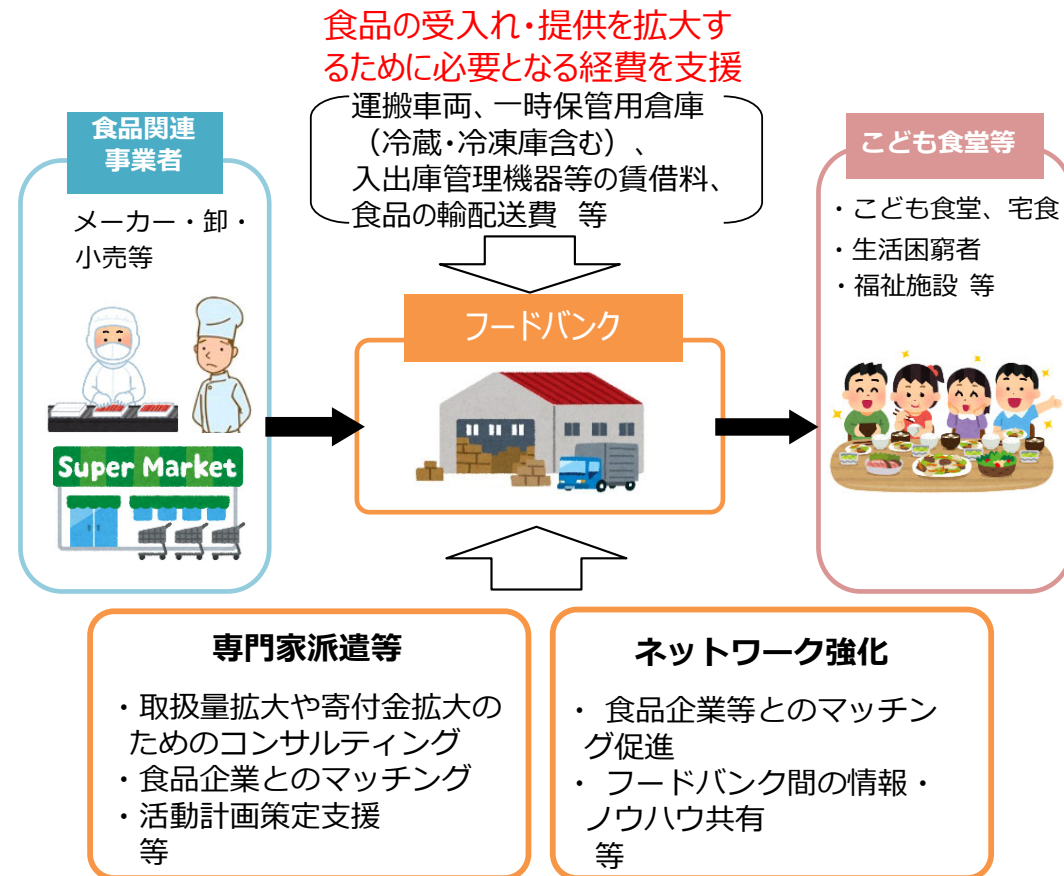 食品の受入れ・提供を拡大す
るために必要となる経費を支援
運搬車両、一時保管用倉庫
（冷蔵・冷凍庫含む）、
入出庫管理機器等の賃借料、
食品の輸配送費 等
食品関連
事業者
メーカー・卸・
小売等
Super Market
フードバンク
こども食堂等
・こども食堂、宅食
・生活困窮者
・福祉施設 等
専門家派遣等
・取扱量拡大や寄付金拡大の
ためのコンサルティング
・食品企業とのマッチング
・活動計画策定支援
等
ネットワーク強化
・ 食品企業等とのマッチン
グ促進
・ フードバンク間の情報・
ノウハウ共有
等